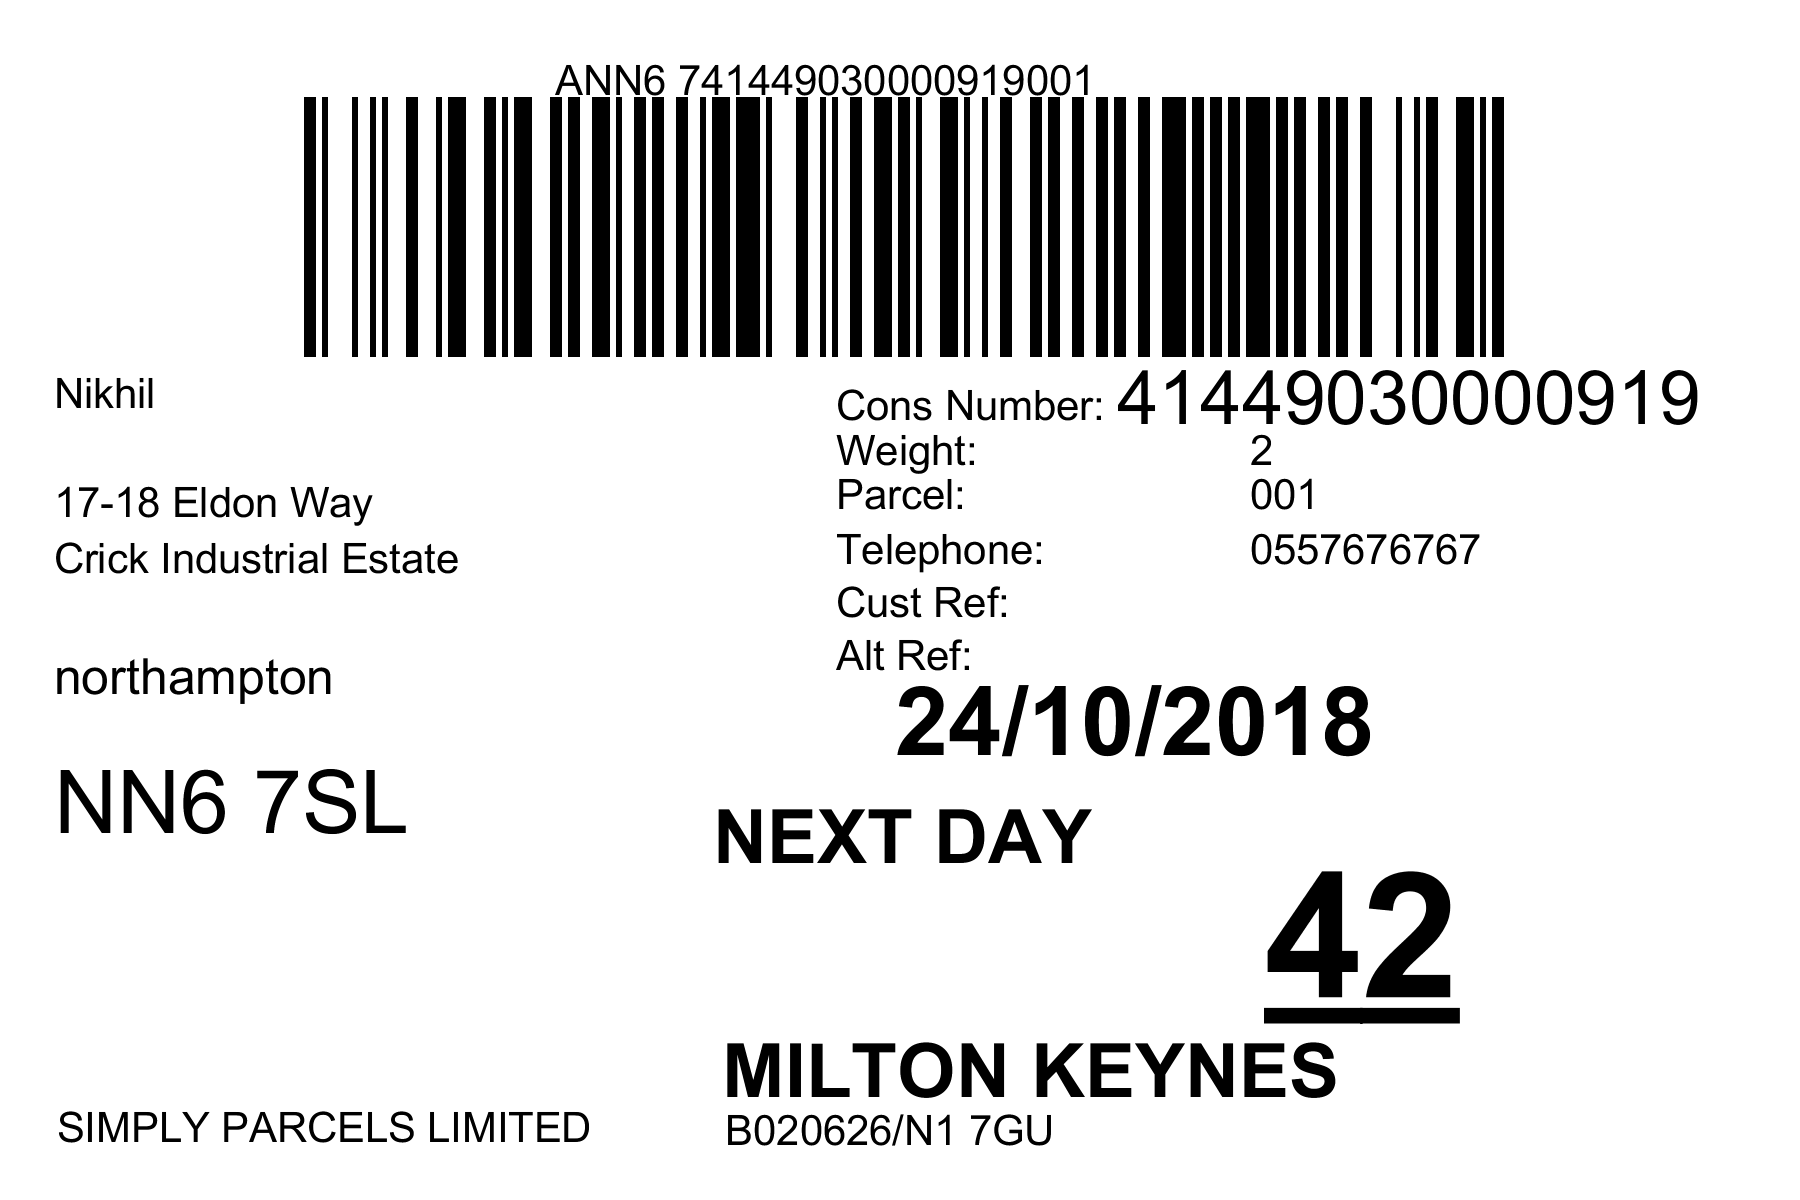 ANN6 741449030000919001
Nikhil
17-18 Eldon Way
Crick Industrial Estate
northampton
NN6 7SL
Cons Number: 41449030000919
Weight: 2
Parcel: 001
Telephone: 0557676767
Cust Ref:
Alt Ref:
24/10/2018
NEXT DAY
42
MILTON KEYNES
SIMPLY PARCELS LIMITED
B020626/N1 7GU